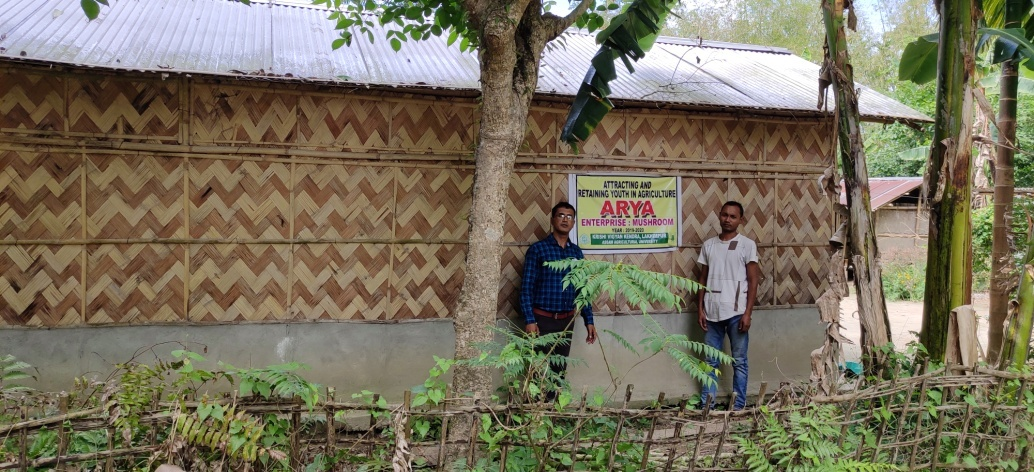 ATTRACTING AND
RETAINING YOUTH IN AGRICULTURE
ARYA
ENTERPRISE : MUSHROOM
YEAR : 2019-2020
KRISHI VIGYAN KENDRA, LAKHIMPUR
ASSAM AGRICULTURAL UNIVERSITY